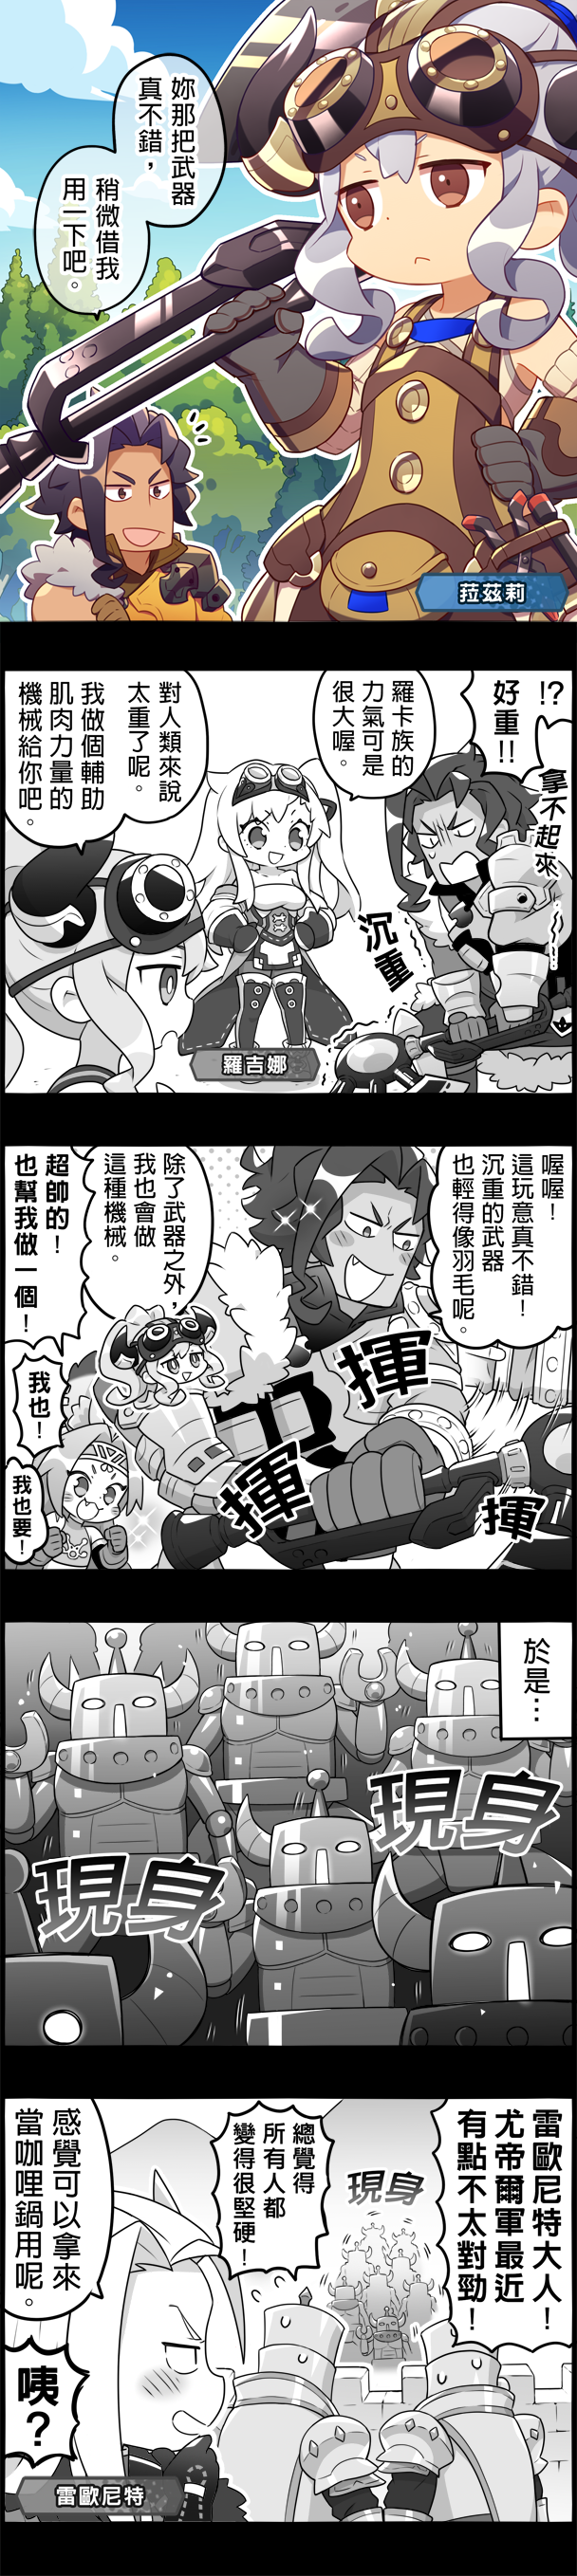 妳那把武器
真不錯，
稍微借我
用一下吧。
菈茲莉
!?
好重!!
拿不起來…
沉重
羅卡族的
力氣可是
很大喔。
對人類來說
太重了呢。
我做個輔助
肌肉力量的
機械給你吧。
羅吉娜
喔喔！
這玩意真不錯！
沉重的武器
也輕得像羽毛呢。
揮
揮
揮
除了武器之外，
我也會做
這種機械。
超帥的！
也幫我做一個！
我也！
我也要！
於是…
現身
現身
雷歐尼特大人！
尤帝爾軍最近
有點不太對勁！
現身
總覺得
所有人都
變得很堅硬！
感覺可以拿來
當咖哩鍋用呢。
咦？
雷歐尼特